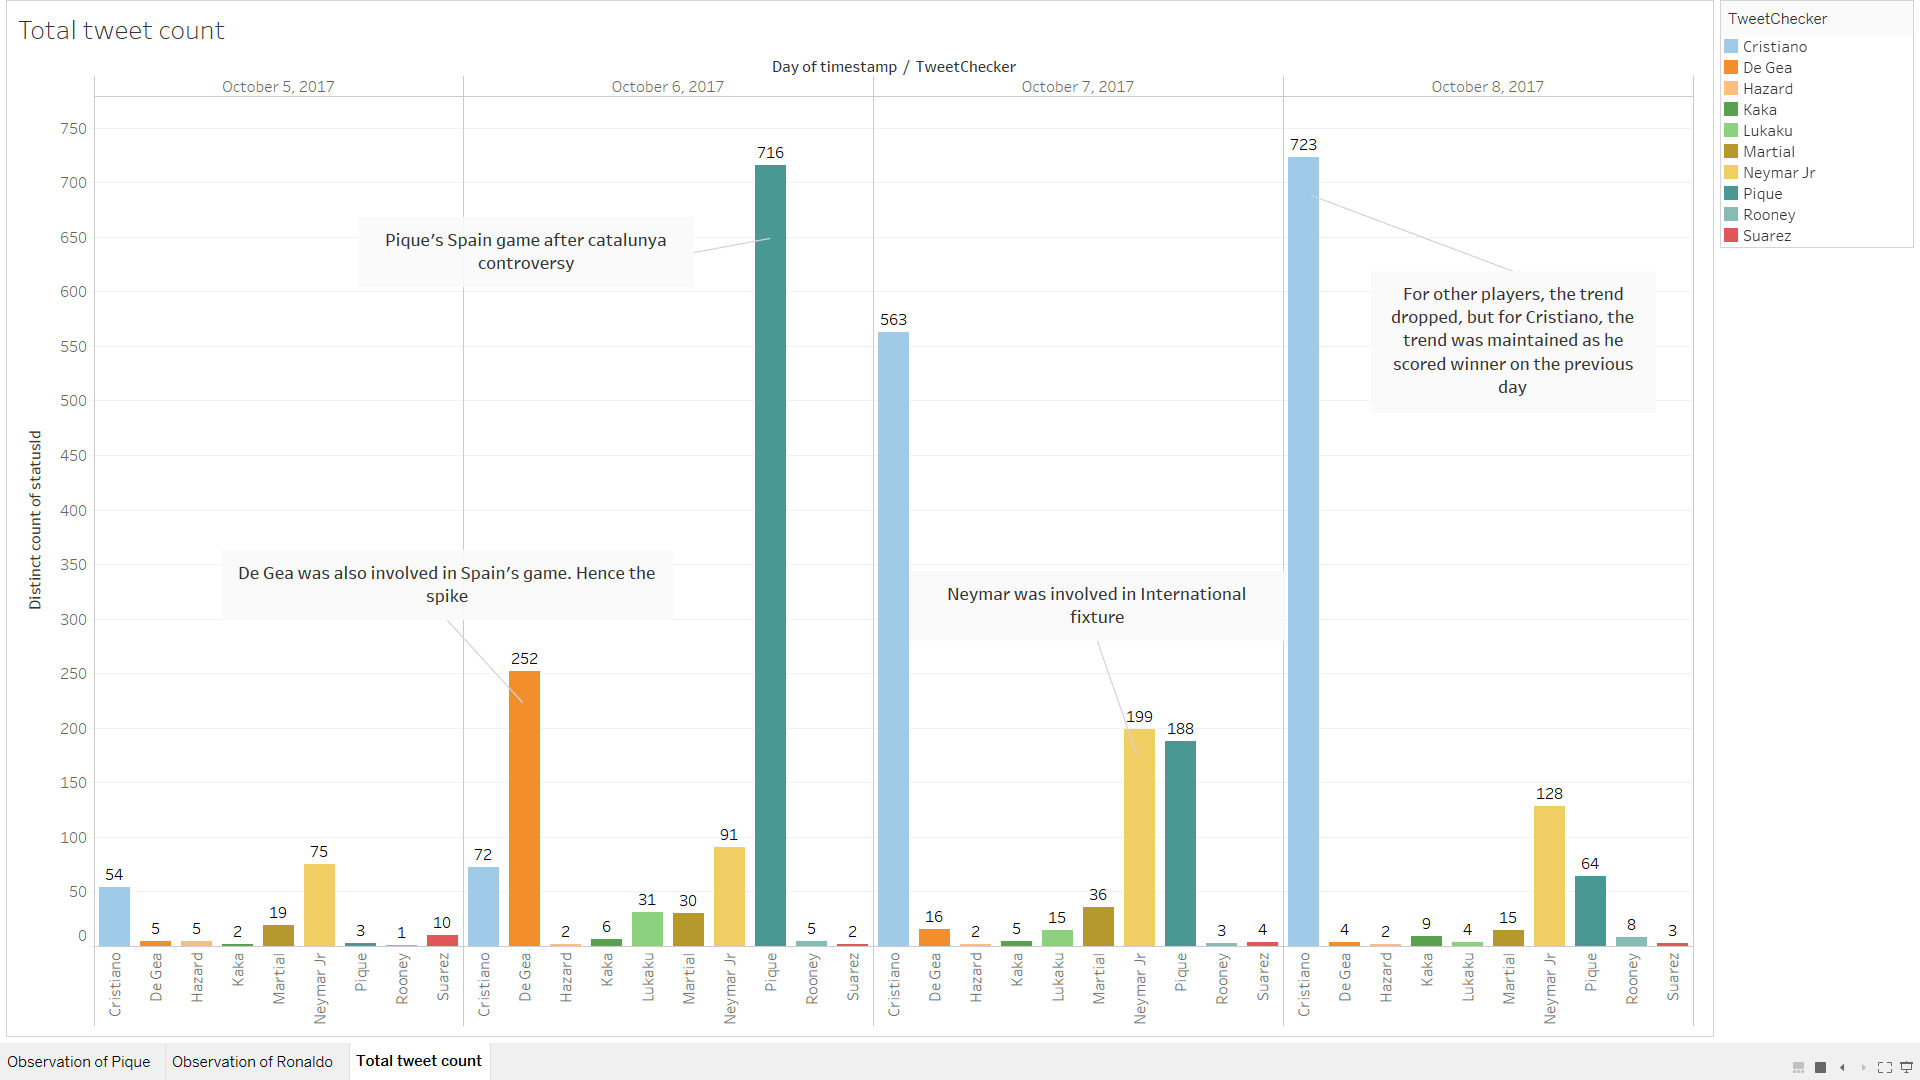 Total tweet count
Day of timestamp / TweetChecker
October 5, 2017
October 6, 2017
October 7, 2017
October 8, 2017
Distinct count of statusId
750
700
650
600
550
500
450
400
350
300
250
200
150
100
50
0
54
5
5
2
19
75
3
1
10
72
252
2
6
31
30
91
716
5
2
563
16
2
5
15
36
199
188
3
4
723
4
2
9
4
15
128
64
8
3
Pique's Spain game after catalunya
controversy
De Gea was also involved in Spain's game. Hence the
spike
Neymar was involved in International
fixture
For other players, the trend
dropped, but for Cristiano, the
trend was maintained as he
scored winner on the previous
day
Cristiano
De Gea
Hazard
Kaka
Martial
Neymar Jr
Pique
Rooney
Suarez
Cristiano
De Gea
Hazard
Kaka
Lukaku
Martial
Neymar Jr
Pique
Rooney
Suarez
Cristiano
De Gea
Hazard
Kaka
Lukaku
Martial
Neymar Jr
Pique
Rooney
Suarez
Cristiano
De Gea
Hazard
Kaka
Lukaku
Martial
Neymar Jr
Pique
Rooney
Suarez
TweetChecker
Cristiano
De Gea
Hazard
Kaka
Lukaku
Martial
Neymar Jr
Pique
Rooney
Suarez
Observation of Pique
Observation of Ronaldo
Total tweet count